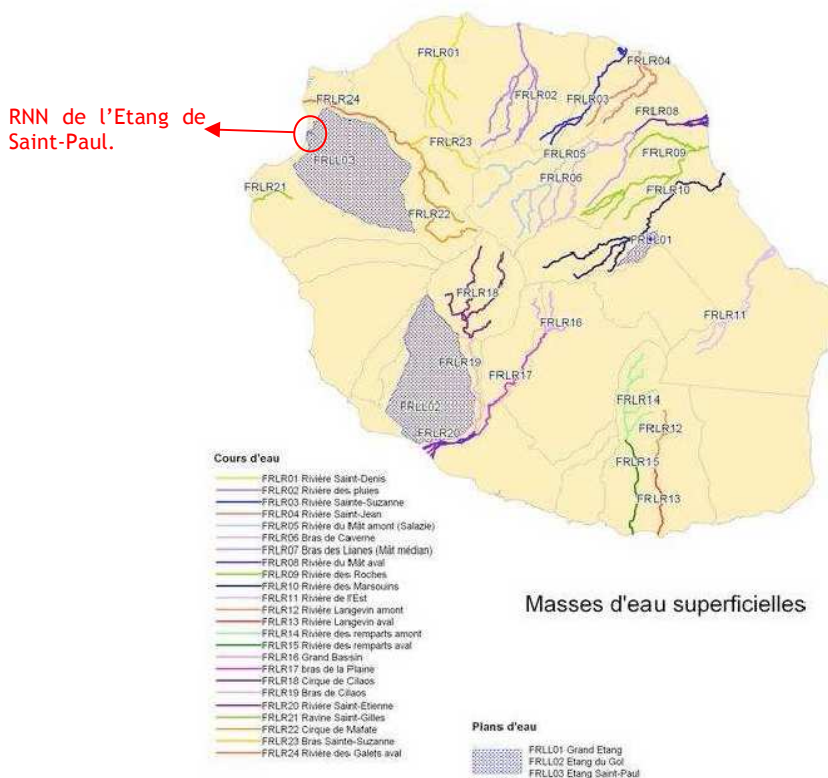 RNN de l'Etang de
Saint-Paul.
FRLR01
FRLR02
FRLR03
FRLR04
FRLR24
FRLR08
FRLL03
FRLR23
FRLR05
FRLR06
FRLR09
FRLR10
FRLR21
FRLR22
FRLL01
FRLR18
FRLR11
FRLR16
FRLR19
FRLR17
FRLL02
FRLR14
FRLR12
FRLR20
FRLR15
FRLR13
Cours d'eau
FRLR01 Rivière Saint-Denis
FRLR02 Rivière des pluies
FRLR03 Rivière Sainte-Suzanne
FRLR04 Rivière Saint-Jean
FRLR05 Rivière du Mât amont (Salazie)
FRLR06 Bras de Caverne
FRLR07 Bras des Lianes (Mât médian)
FRLR08 Rivière du Mât aval
FRLR09 Rivière des Roches
FRLR10 Rivière des Marsouins
FRLR11 Rivière de l'Est
FRLR12 Rivière Langevin amont
FRLR13 Rivière Langevin aval
FRLR14 Rivière des remparts amont
FRLR15 Rivière des remparts aval
FRLR16 Grand Bassin
FRLR17 bras de la Plaine
FRLR18 Cirque de Cilaos
FRLR19 Bras de Cilaos
FRLR20 Rivière Saint-Étienne
FRLR21 Ravine Saint-Gilles
FRLR22 Cirque de Mafate
FRLR23 Bras Sainte-Suzanne
FRLR24 Rivière des Galets aval
Masses d'eau superficielles
Plans d'eau
FRLL01 Grand Etang
FRLL02 Etang du Gol
FRLL03 Etang Saint-Paul